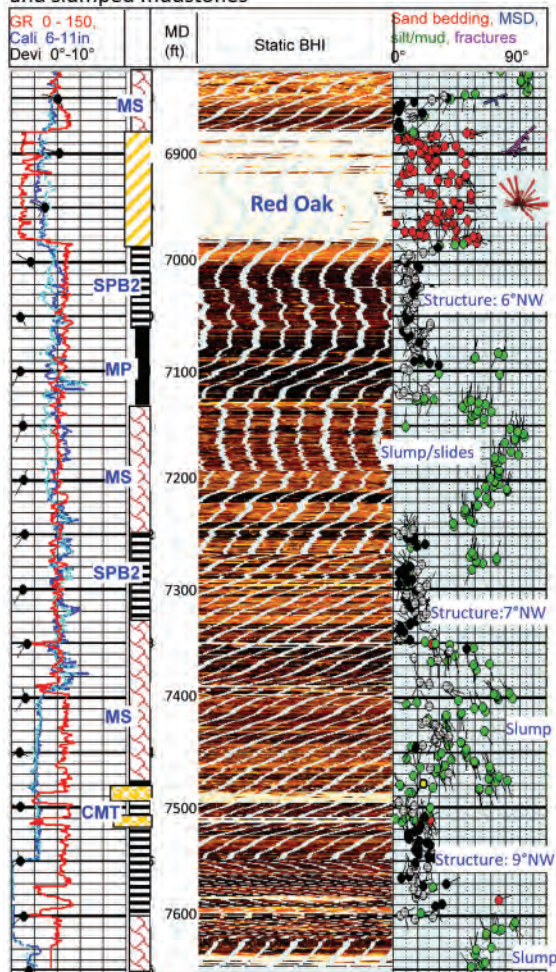 and slumped mudstones
GR 0 - 150,
Cali 6-11in
Devi 0°-10°
MD
(ft)
Static BHI
Sand bedding, MSD,
silt/mud, fractures
0° 90°
MS
6900
Red Oak
7000
SPB2
Structure: 6°NW
MP
7100
Slump/slides
MS
7200
SPB2
7300
Structure:7°NW
7400
MS
Slump
7500
CMT
Structure: 9°NW
7600
Slump